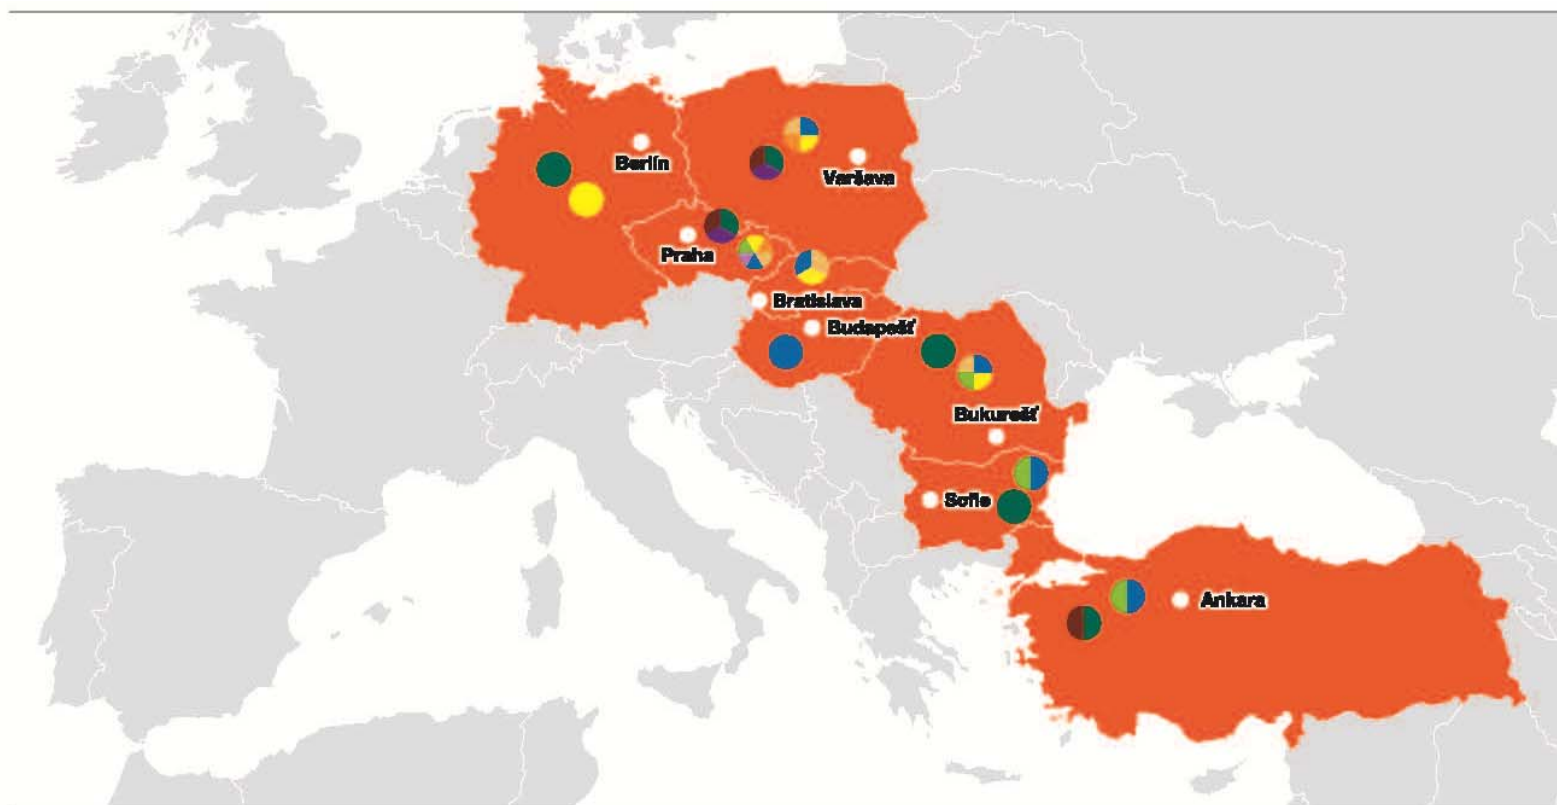 Berlín
Varšava
Praha
Bratislava
Budapešť
Bukurešť
Sofie
Ankara